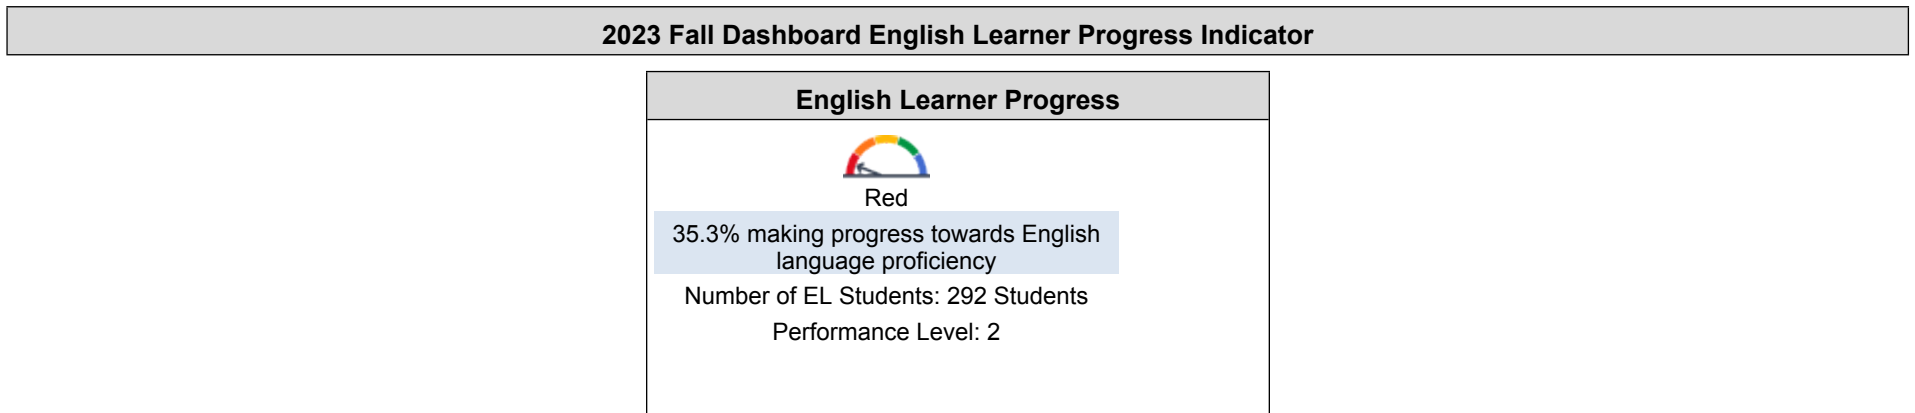 2023 Fall Dashboard English Learner Progress Indicator
English Learner Progress
Red
35.3% making progress towards English
language proficiency
Number of EL Students: 292 Students
Performance Level: 2